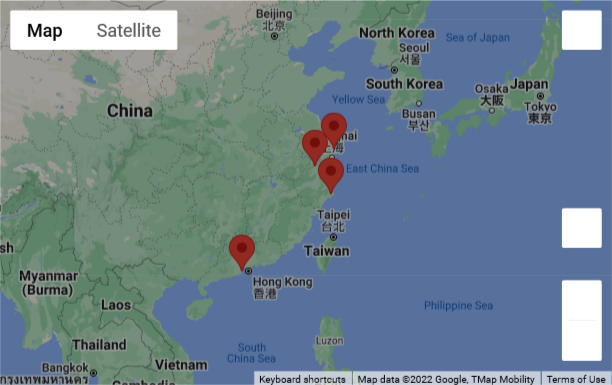 Map
Satellite
Beijing
北京
North Korea
Seoul
서울
Sea of Japan
South Korea
Osaka
大阪
Japan
Tokyo
東京
China
Yellow Sea
Busan
부산
hai
East China Sea
Taipei
台北
Taiwan
sh
Myanmar
(Burma)
Hong Kong
香港
Laos
Philippine Sea
Thailand
South
China Sea
Luzon
Vietnam
Bangkok
กรุงเทพมหานคร
Cambodia
Keyboard shortcuts
Map data ©2022 Google, TMap Mobility
Terms of Use